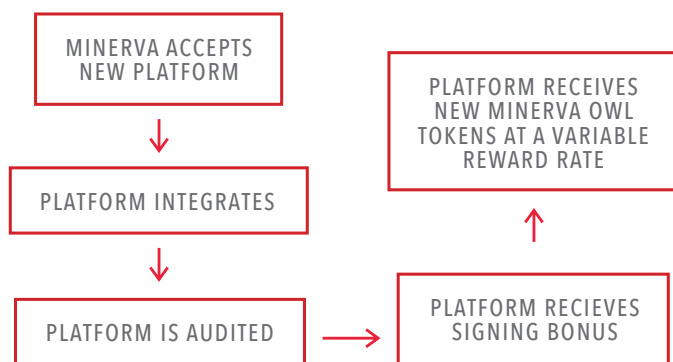 MINERVA ACCEPTS
NEW PLATFORM
PLATFORM INTEGRATES
PLATFORM IS AUDITED
PLATFORM RECIEVES
SIGNING BONUS
PLATFORM RECEIVES
NEW MINERVA OWL
TOKENS AT A VARIABLE
REWARD RATE